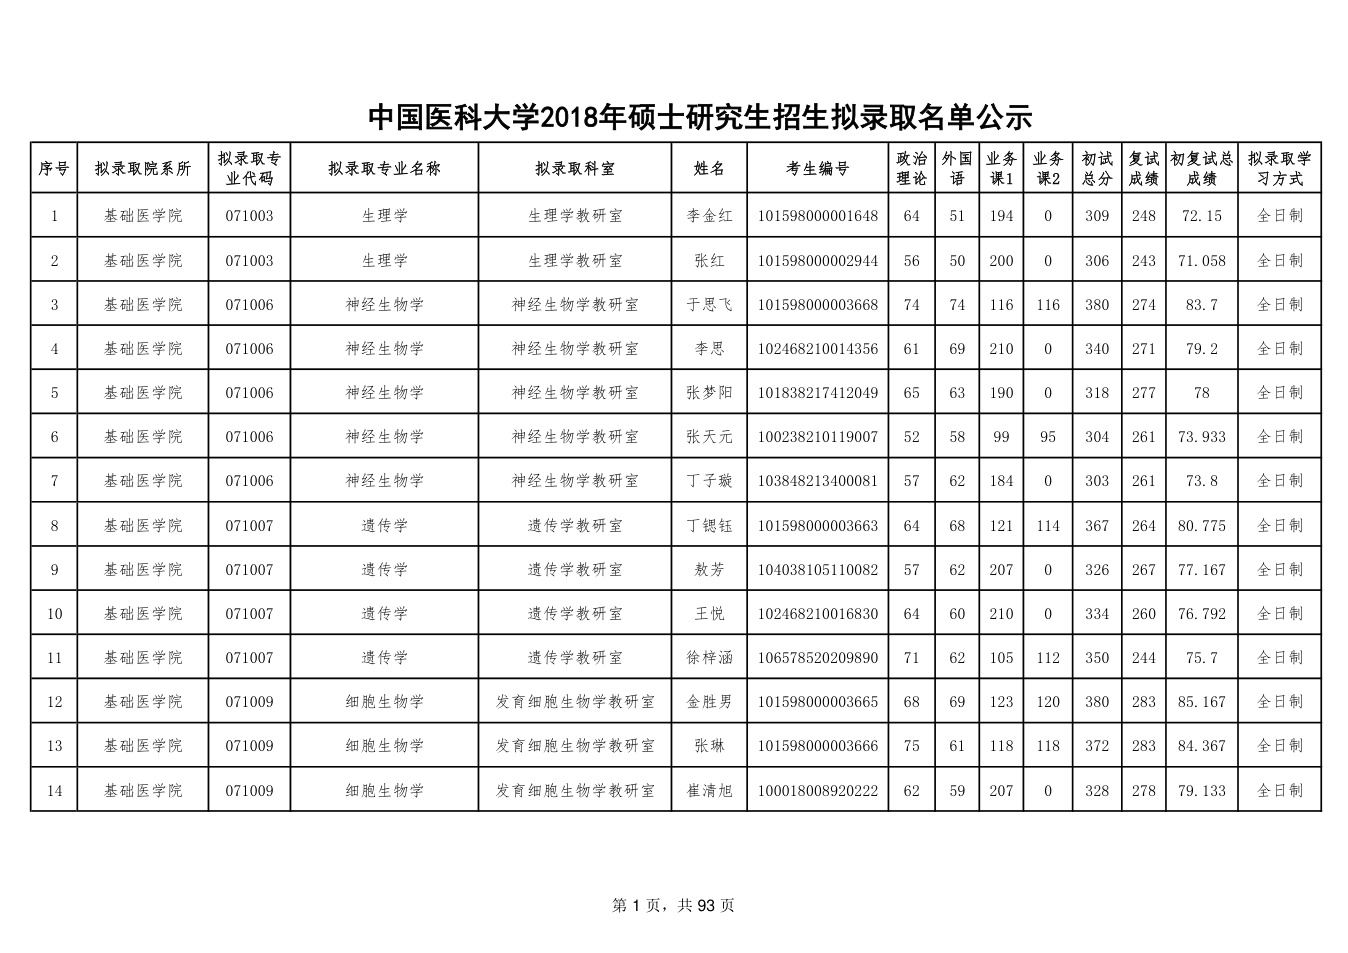 中国医科大学2018年硕士研究生招生拟录取名单公示
序号 拟录取院系所 拟录取专业代码 拟录取专业名称 拟录取科室 姓名 考生编号 政治理论 外国语 业务课1 业务课2 初试总分 复试成绩 初复试总成绩 拟录取学习方式
1 基础医学院 071003 生理学 生理学教研室 李金红 101598000001648 64 51 194 0 309 248 72.15 全日制
2 基础医学院 071003 生理学 生理学教研室 张红 101598000002944 56 50 200 0 306 243 71.058 全日制
3 基础医学院 071006 神经生物学 神经生物学教研室 于思飞 101598000003668 74 74 116 116 380 274 83.7 全日制
4 基础医学院 071006 神经生物学 神经生物学教研室 李思 102468210014356 61 69 210 0 340 271 79.2 全日制
5 基础医学院 071006 神经生物学 神经生物学教研室 张梦阳 101838217412049 65 63 190 0 318 277 78 全日制
6 基础医学院 071006 神经生物学 神经生物学教研室 张天元 100238210119007 52 58 99 95 304 261 73.933 全日制
7 基础医学院 071006 神经生物学 神经生物学教研室 丁子璇 103848213400081 57 62 184 0 303 261 73.8 全日制
8 基础医学院 071007 遗传学 遗传学教研室 丁锶钰 101598000003663 64 68 121 114 367 264 80.775 全日制
9 基础医学院 071007 遗传学 遗传学教研室 敖芳 104038105110082 57 62 207 0 326 267 77.167 全日制
10 基础医学院 071007 遗传学 遗传学教研室 王悦 102468210016830 64 60 210 0 334 260 76.792 全日制
11 基础医学院 071007 遗传学 遗传学教研室 徐梓涵 106578520209890 71 62 105 112 350 244 75.7 全日制
12 基础医学院 071009 细胞生物学 发育细胞生物学教研室 金胜男 101598000003665 68 69 123 120 380 283 85.167 全日制
13 基础医学院 071009 细胞生物学 发育细胞生物学教研室 张琳 101598000003666 75 61 118 118 372 283 84.367 全日制
14 基础医学院 071009 细胞生物学 发育细胞生物学教研室 崔清旭 100018008920222 62 59 207 0 328 278 79.133 全日制
第 1 页，共 93 页